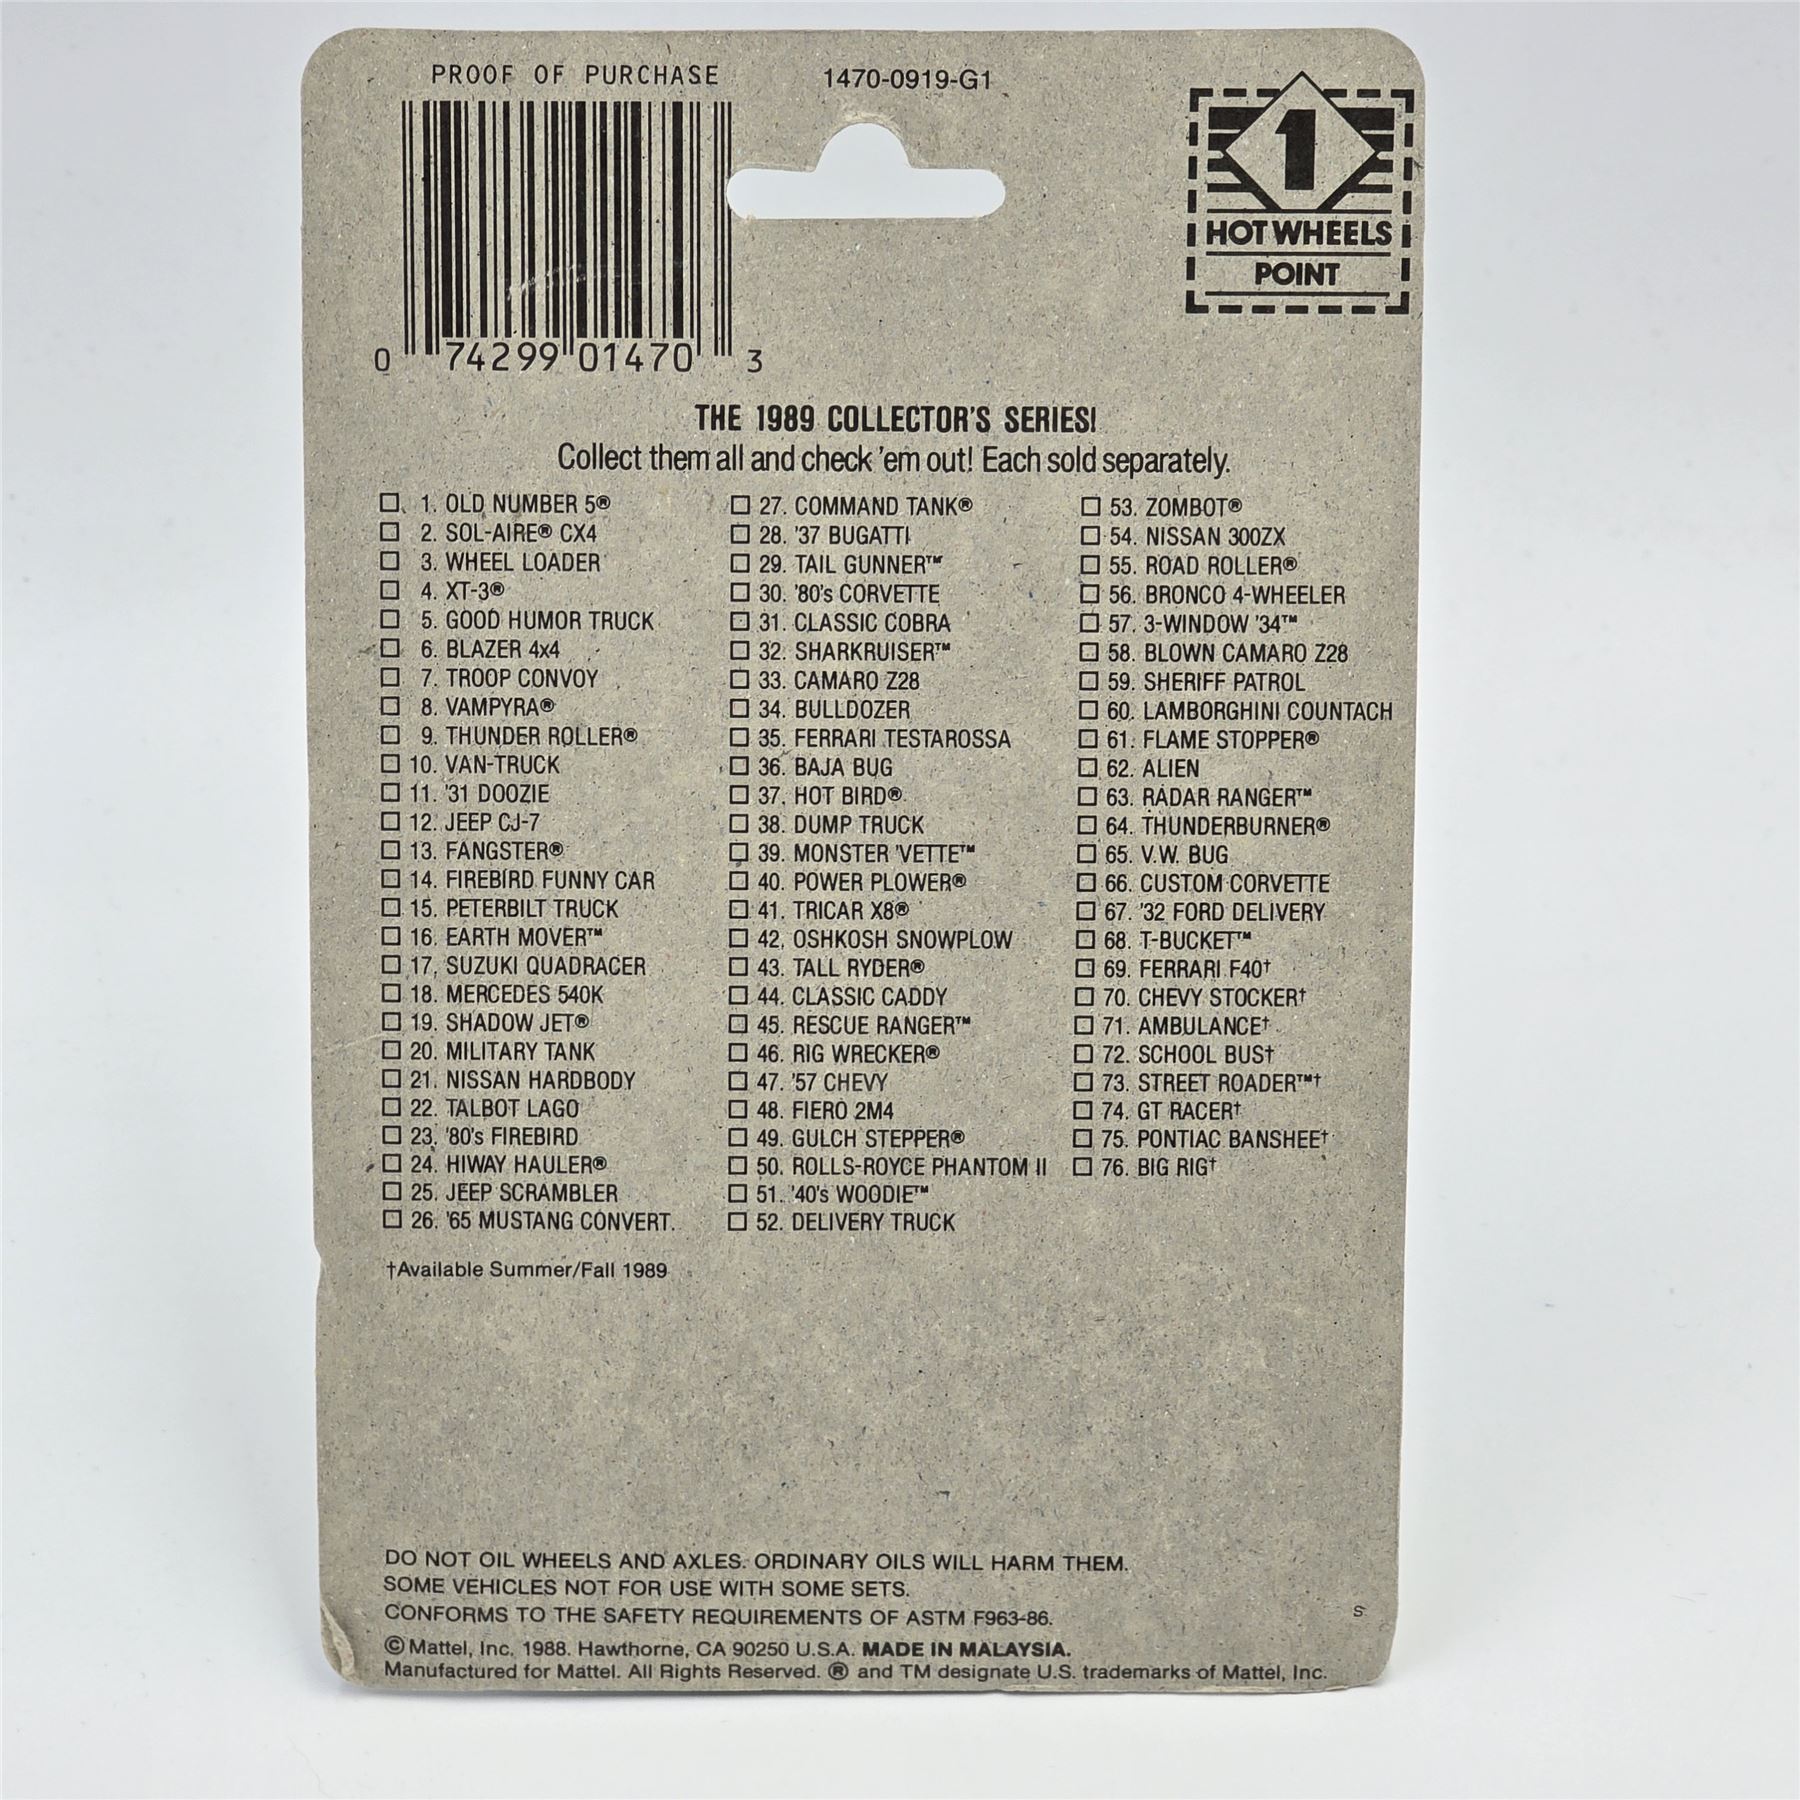 PROOF OF PURCHASE
1470-0919-G1
1
HOT WHEELS
POINT
0 74299 01470 3
THE 1989 COLLECTOR'S SERIES!
Collect them all and check 'em out! Each sold separately.
1. OLD NUMBER 5®
2. SOL-AIRE® CX4
3. WHEEL LOADER
4. XT-3®
5. GOOD HUMOR TRUCK
6. BLAZER 4x4
7. TROOP CONVOY
8. VAMPYRA®
9. THUNDER ROLLER®
10. VAN-TRUCK
11. '31 DOOZIE
12. JEEP CJ-7
13. FANGSTER®
14. FIREBIRD FUNNY CAR
15. PETERBILT TRUCK
16. EARTH MOVER™
17. SUZUKI QUADRACER
18. MERCEDES 540K
19. SHADOW JET®
20. MILITARY TANK
21. NISSAN HARDBODY
22. TALBOT LAGO
23. '80's FIREBIRD
24. HIWAY HAULER®
25. JEEP SCRAMBLER
26. '65 MUSTANG CONVERT.
27. COMMAND TANK®
28. '37 BUGATTI
29. TAIL GUNNER™
30. '80's CORVETTE
31. CLASSIC COBRA
32. SHARKRUISER™
33. CAMARO Z28
34. BULLDOZER
35. FERRARI TESTAROSSA
36. BAJA BUG
37. HOT BIRD®
38. DUMP TRUCK
39. MONSTER 'VETTE™
40. POWER PLOWER®
41. TRICAR X8®
42. OSHKOSH SNOWPLOW
43. TALL RYDER®
44. CLASSIC CADDY
45. RESCUE RANGER™
46. RIG WRECKER®
47. '57 CHEVY
48. FIERO 2M4
49. GULCH STEPPER®
50. ROLLS-ROYCE PHANTOM II
51. '40's WOODIE™
52. DELIVERY TRUCK
53. ZOMBOT®
54. NISSAN 300ZX
55. ROAD ROLLER®
56. BRONCO 4-WHEELER
57. 3-WINDOW '34™
58. BLOWN CAMARO Z28
59. SHERIFF PATROL
60. LAMBORGHINI COUNTACH
61. FLAME STOPPER®
62. ALIEN
63. RADAR RANGER™
64. THUNDERBURNER®
65. V.W. BUG
66. CUSTOM CORVETTE
67. '32 FORD DELIVERY
68. T-BUCKET™
69. FERRARI F40†
70. CHEVY STOCKER†
71. AMBULANCE†
72. SCHOOL BUS†
73. STREET ROADER™†
74. GT RACER†
75. PONTIAC BANSHEE†
76. BIG RIG†
†Available Summer/Fall 1989
DO NOT OIL WHEELS AND AXLES. ORDINARY OILS WILL HARM THEM.
SOME VEHICLES NOT FOR USE WITH SOME SETS.
CONFORMS TO THE SAFETY REQUIREMENTS OF ASTM F963-86.
S
© Mattel, Inc. 1988. Hawthorne, CA 90250 U.S.A. MADE IN MALAYSIA.
Manufactured for Mattel. All Rights Reserved. ® and TM designate U.S. trademarks of Mattel, Inc.